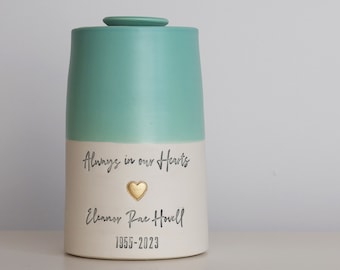 Always in our Hearts
Eleanor Rae Howell
1955-2023